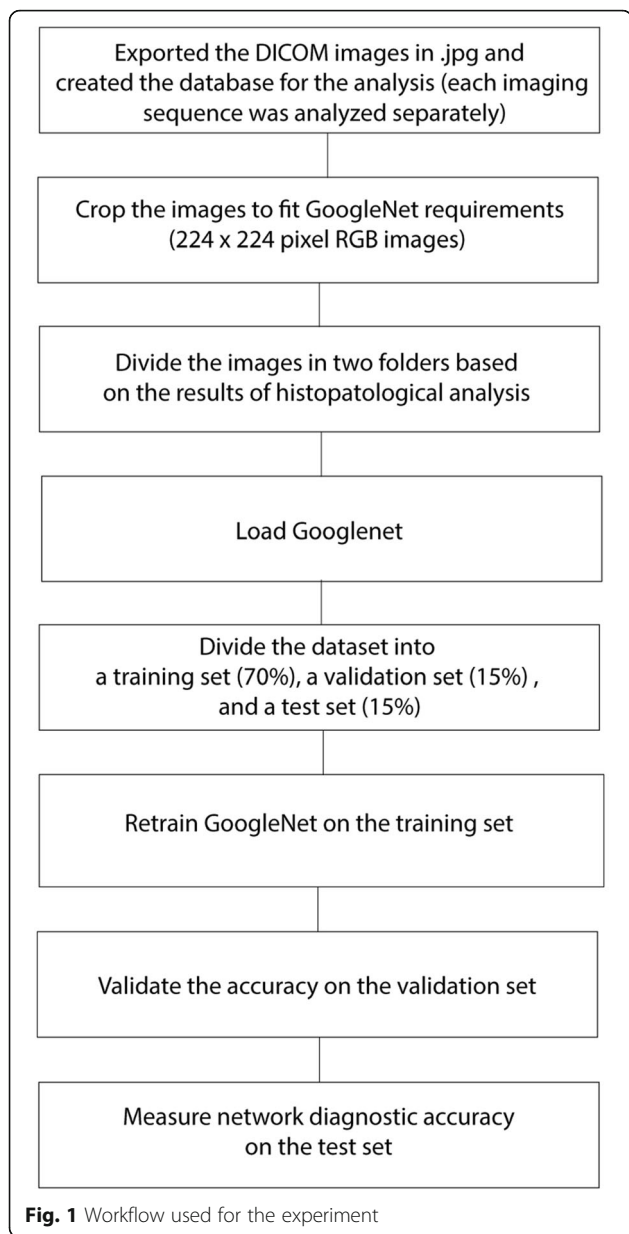 Exported the DICOM images in .jpg and
created the database for the analysis (each imaging
sequence was analyzed separately)
Crop the images to fit GoogleNet requirements
(224 x 224 pixel RGB images)
Divide the images in two folders based
on the results of histopatological analysis
Load Googlenet
Divide the dataset into
a training set (70%), a validation set (15%) ,
and a test set (15%)
Retrain GoogleNet on the training set
Validate the accuracy on the validation set
Measure network diagnostic accuracy
on the test set
Fig. 1 Workflow used for the experiment